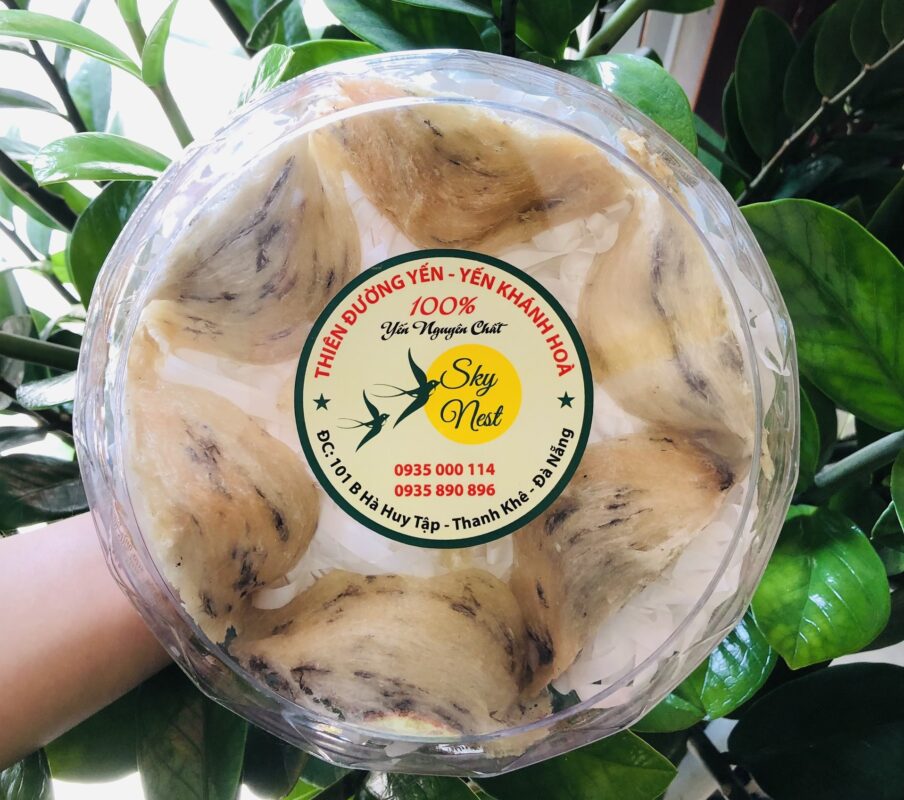 THIÊN ĐƯỜNG YẾN - YẾN KHÁNH HOÀ
100%
Yến Nguyên Chất
Sky
Nest
0935 000 114
0935 890 896
ĐC: 101 B Hà Huy Tập - Thanh Khê - Đà Nẵng